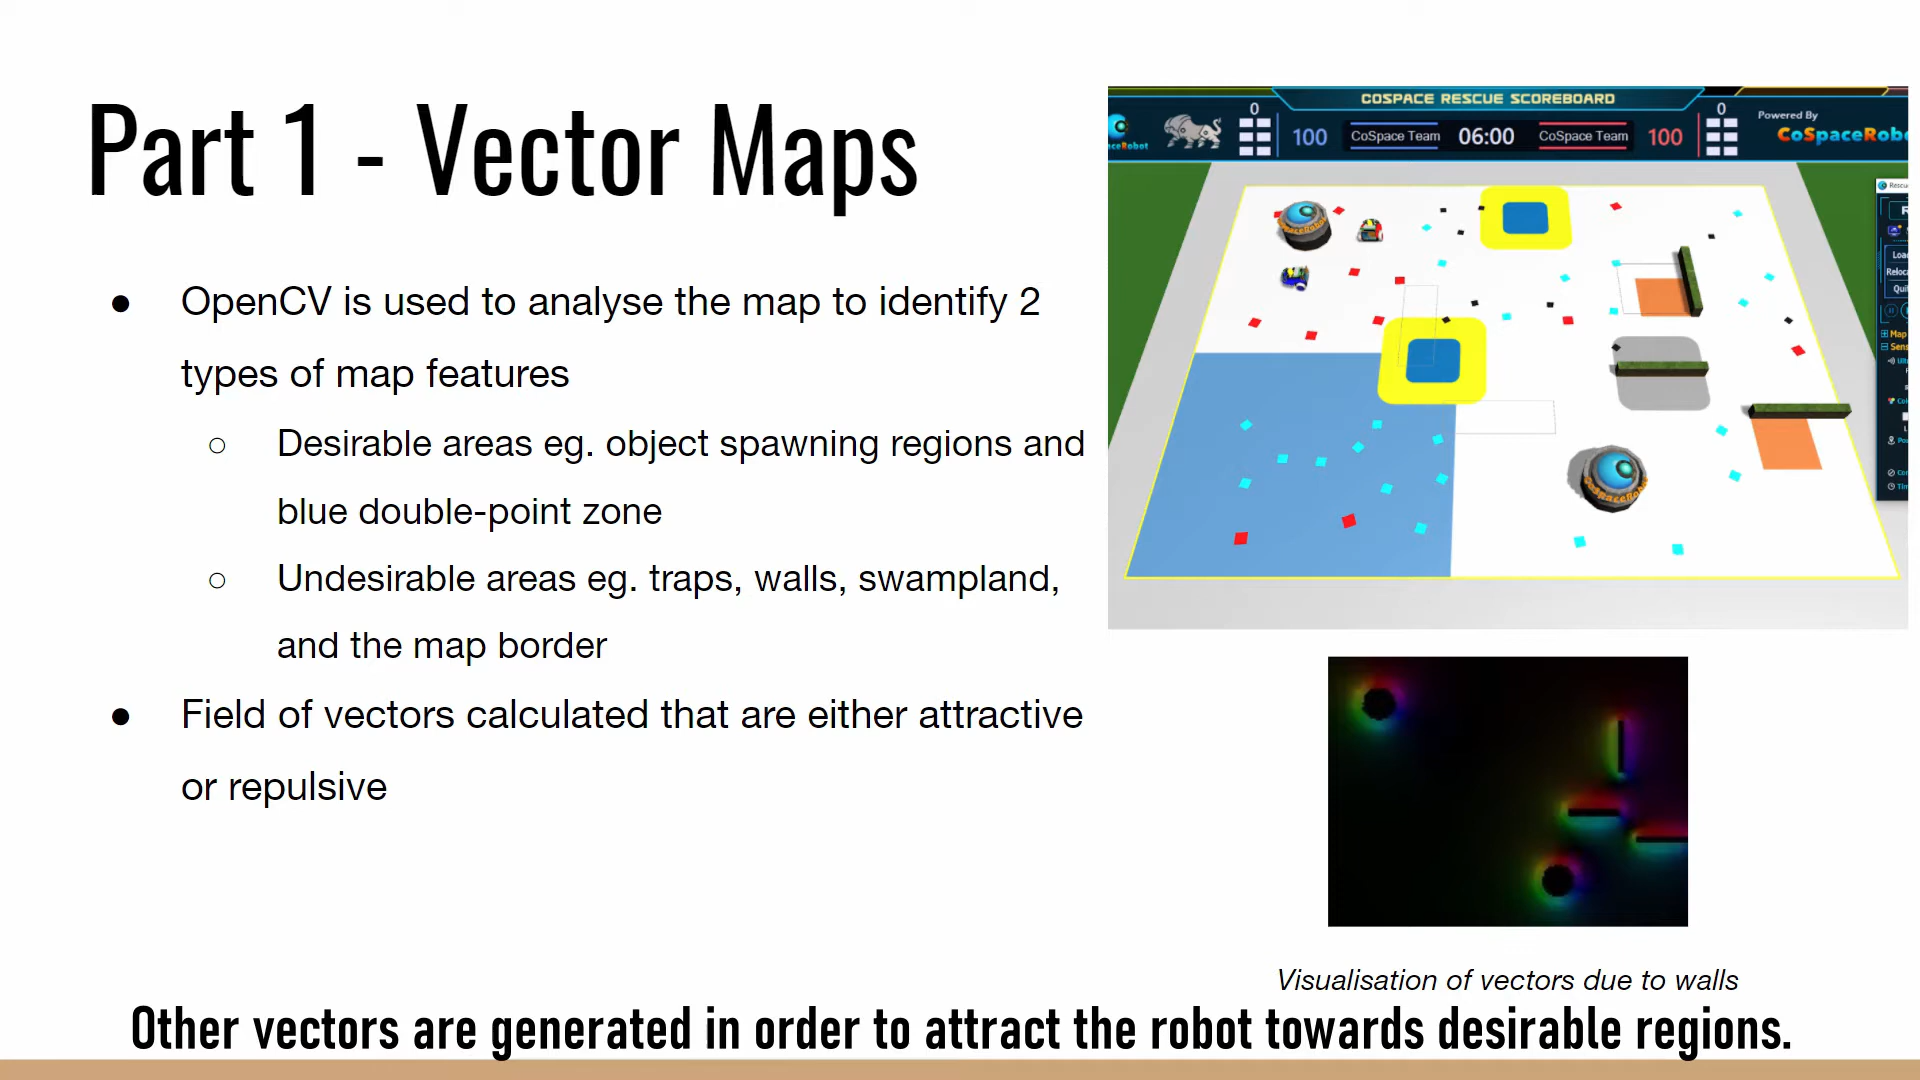 Part 1 - Vector Maps
● OpenCV is used to analyse the map to identify 2
types of map features
○ Desirable areas eg. object spawning regions and
blue double-point zone
○ Undesirable areas eg. traps, walls, swampland,
and the map border
● Field of vectors calculated that are either attractive
or repulsive
COSPACE RESCUE SCOREBOARD
0
0
Powered By
100 CoSpace Team 06:00 CoSpace Team 100
CoSpaceRobo
Visualisation of vectors due to walls
Other vectors are generated in order to attract the robot towards desirable regions.